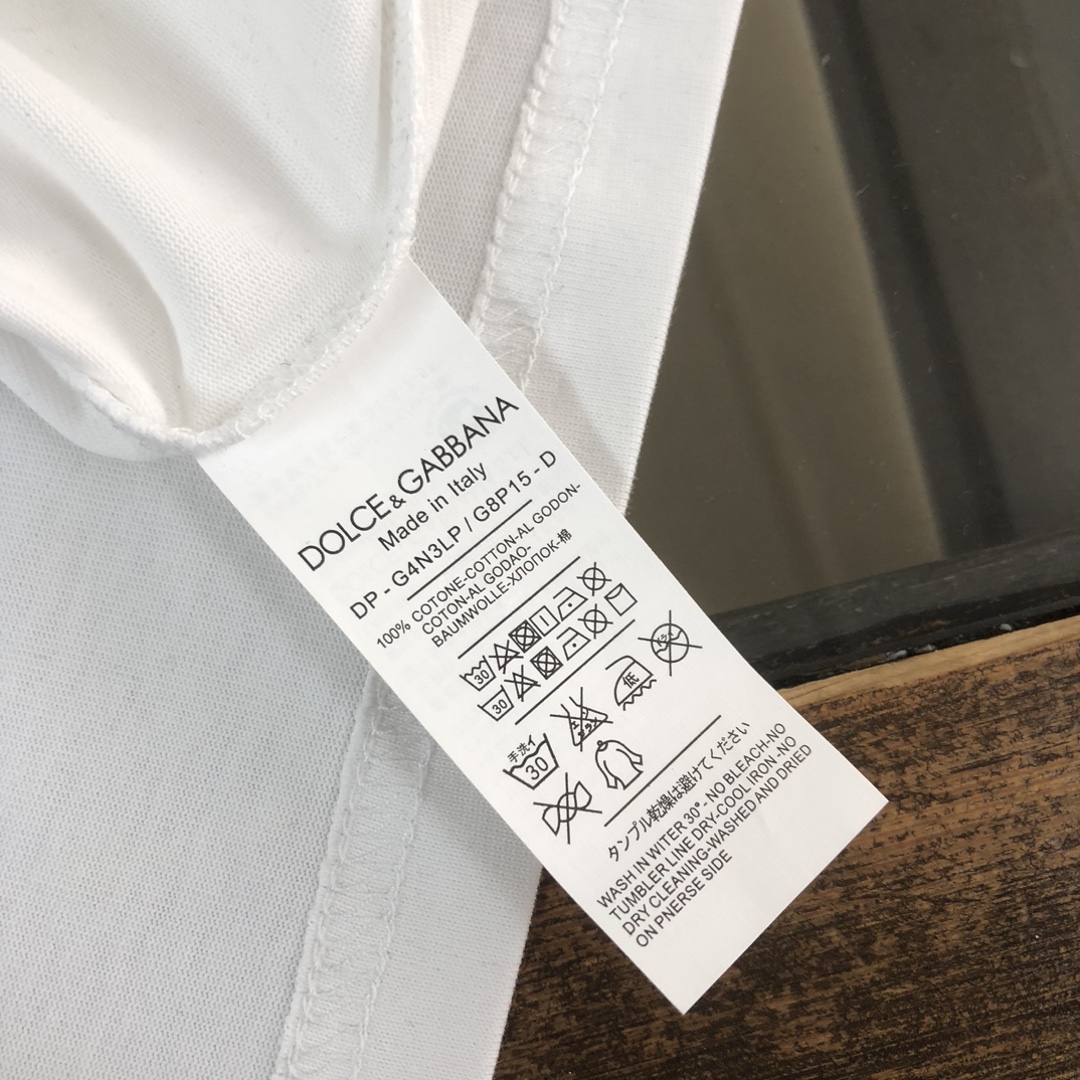 DOLCE&GABBANA
Made in Italy
DP - G4N3LP / G8P15 - D
100% COTONE-COTTON-AL GODON-
COTON-AL GODAO-
BAUMWOLLE-ХЛОПОК-棉
30
30
低
手洗イ
30
タンブル乾燥は避けてください
WASH IN WITER 30°- NO BLEACH-NO
TUMBLER LINE DRY-COOL IRON -NO
DRY CLEANING-WASHED AND DRIED
ON PNERSE SIDE